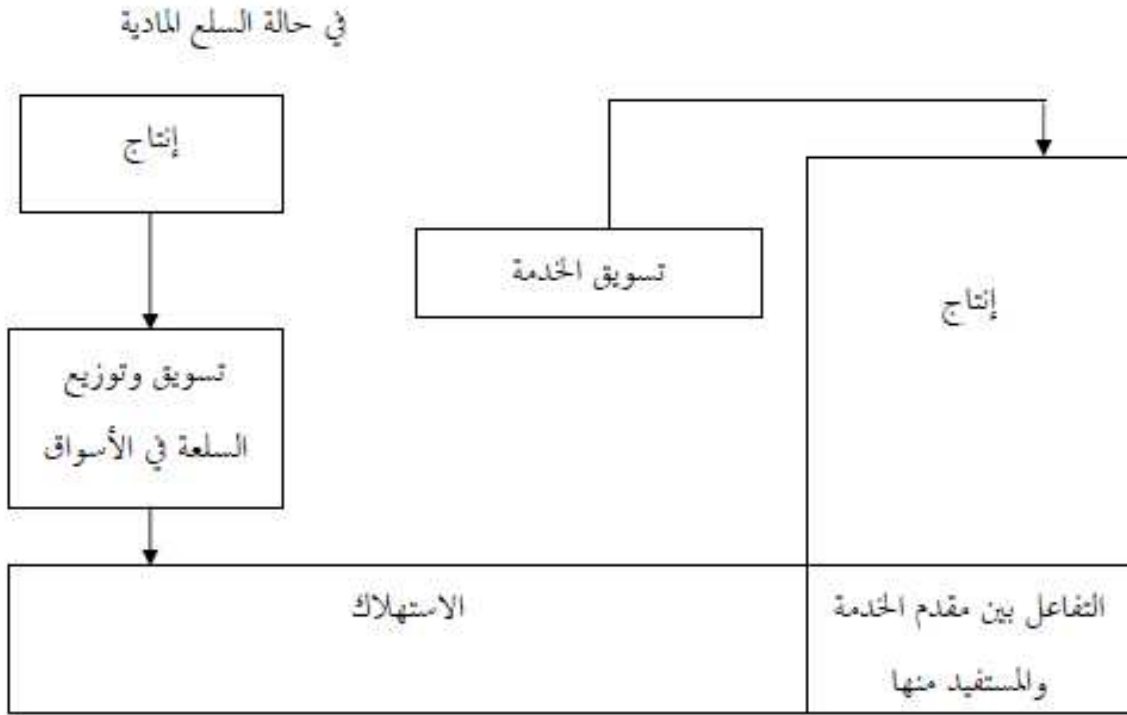 في حالة السلع المادية
إنتاج
تسويق الخدمة
إنتاج
تسويق وتوزيع
السلعة في الأسواق
الاستهلاك
التفاعل بين مقدم الخدمة
والمستفيد منها